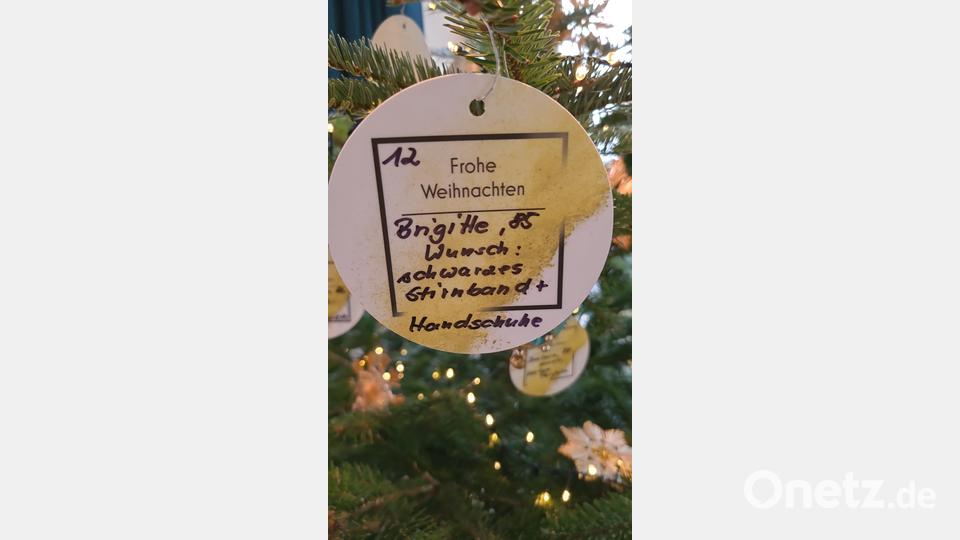 12
Frohe
Weihnachten
Brigitte, 85
Wunsch:
schwarzes
Stirnband +
Handschuhe
Onetz.de